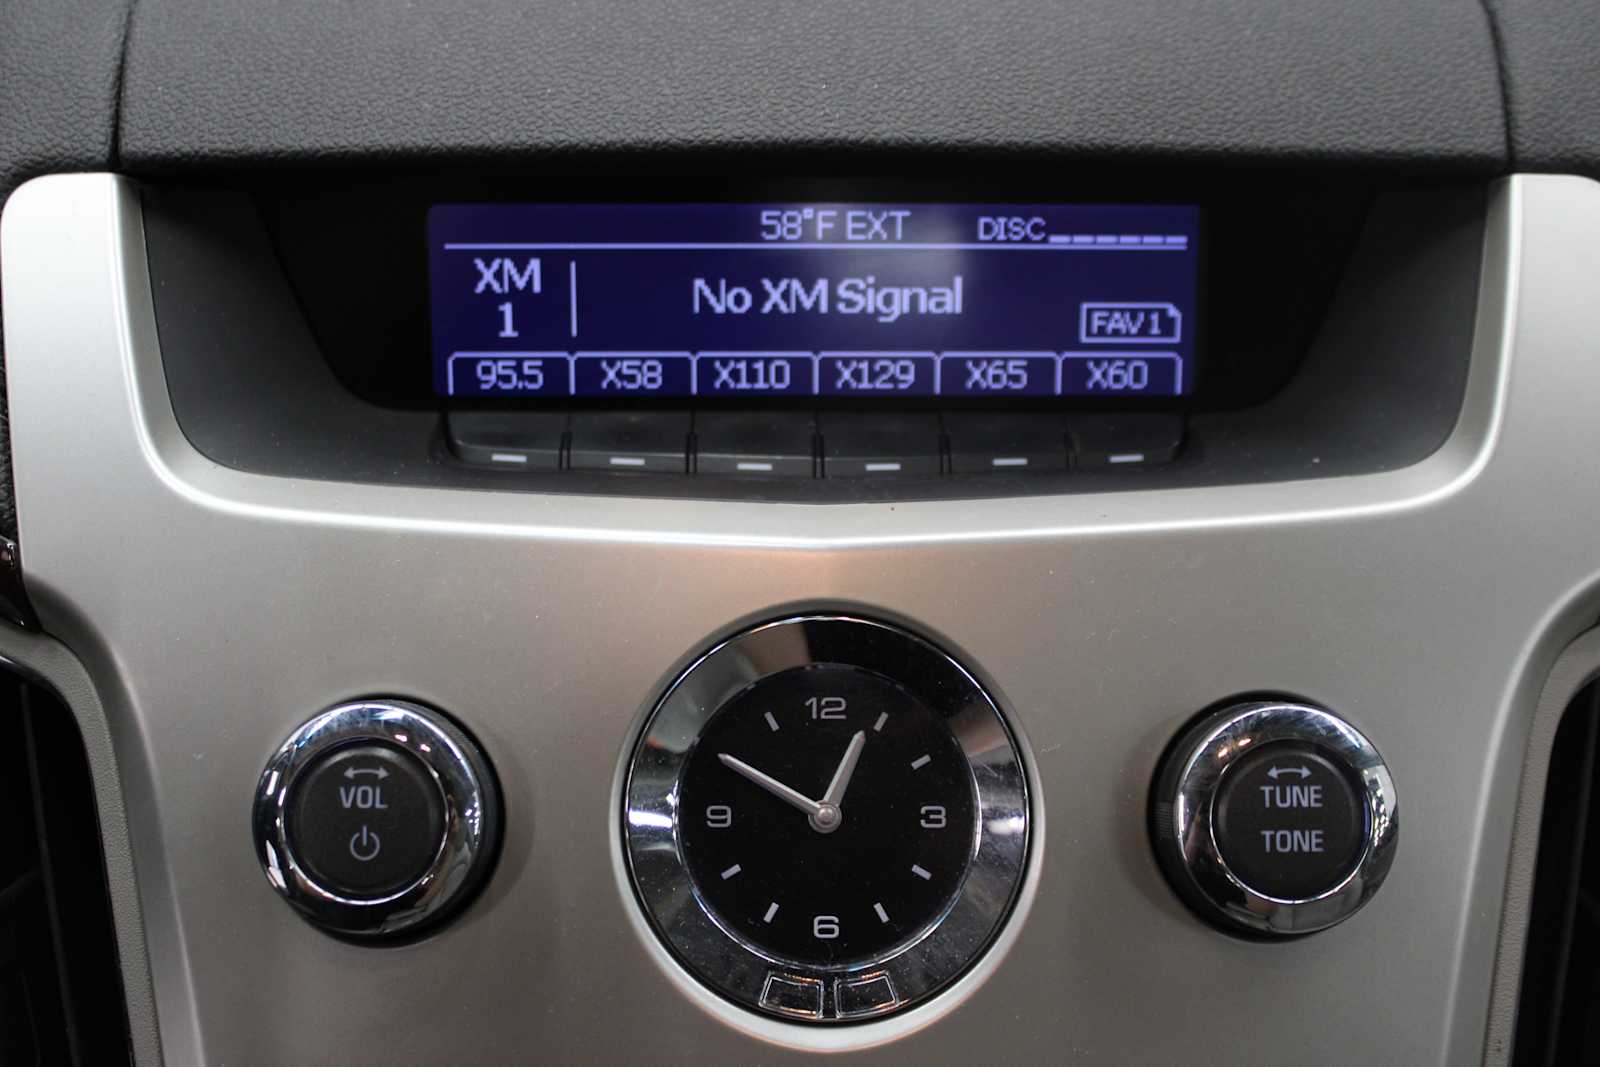 58°F EXT DISC
XM
1
No XM Signal
FAV 1
95.5 X58 X110 X129 X65 X60
12
9 3
6
VOL
TUNE
TONE